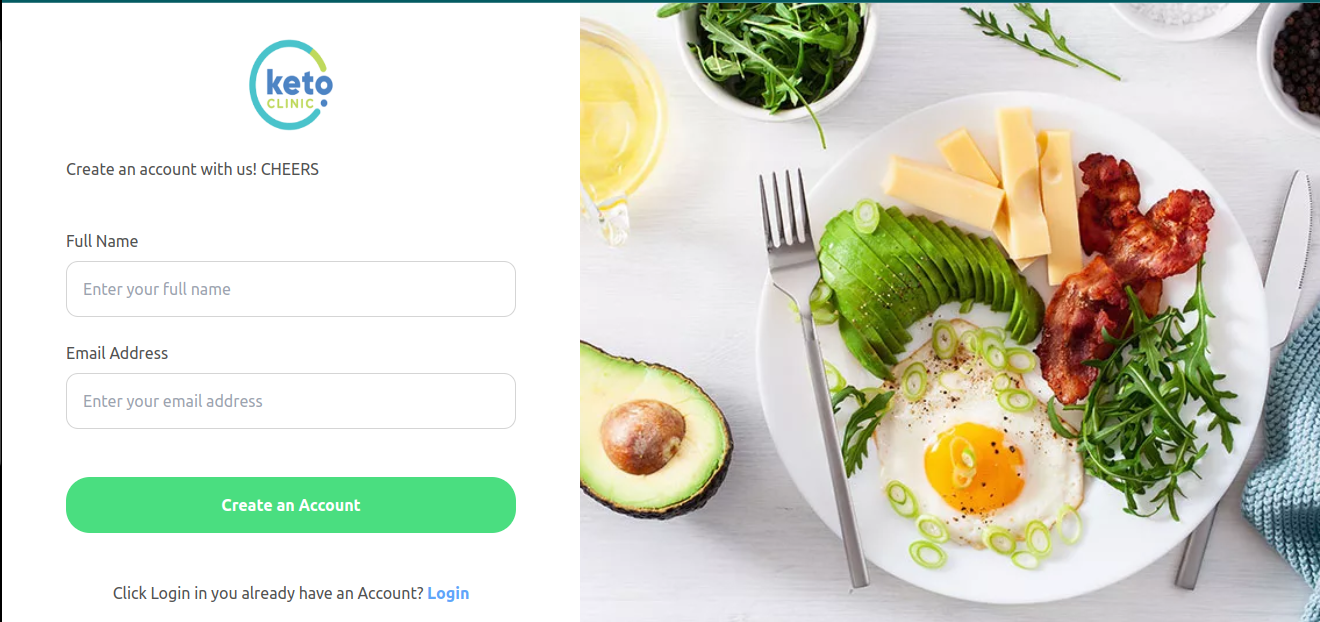 keto
CLINIC
Create an account with us! CHEERS
Full Name
Enter your full name
Email Address
Enter your email address
Create an Account
Click Login in you already have an Account? Login